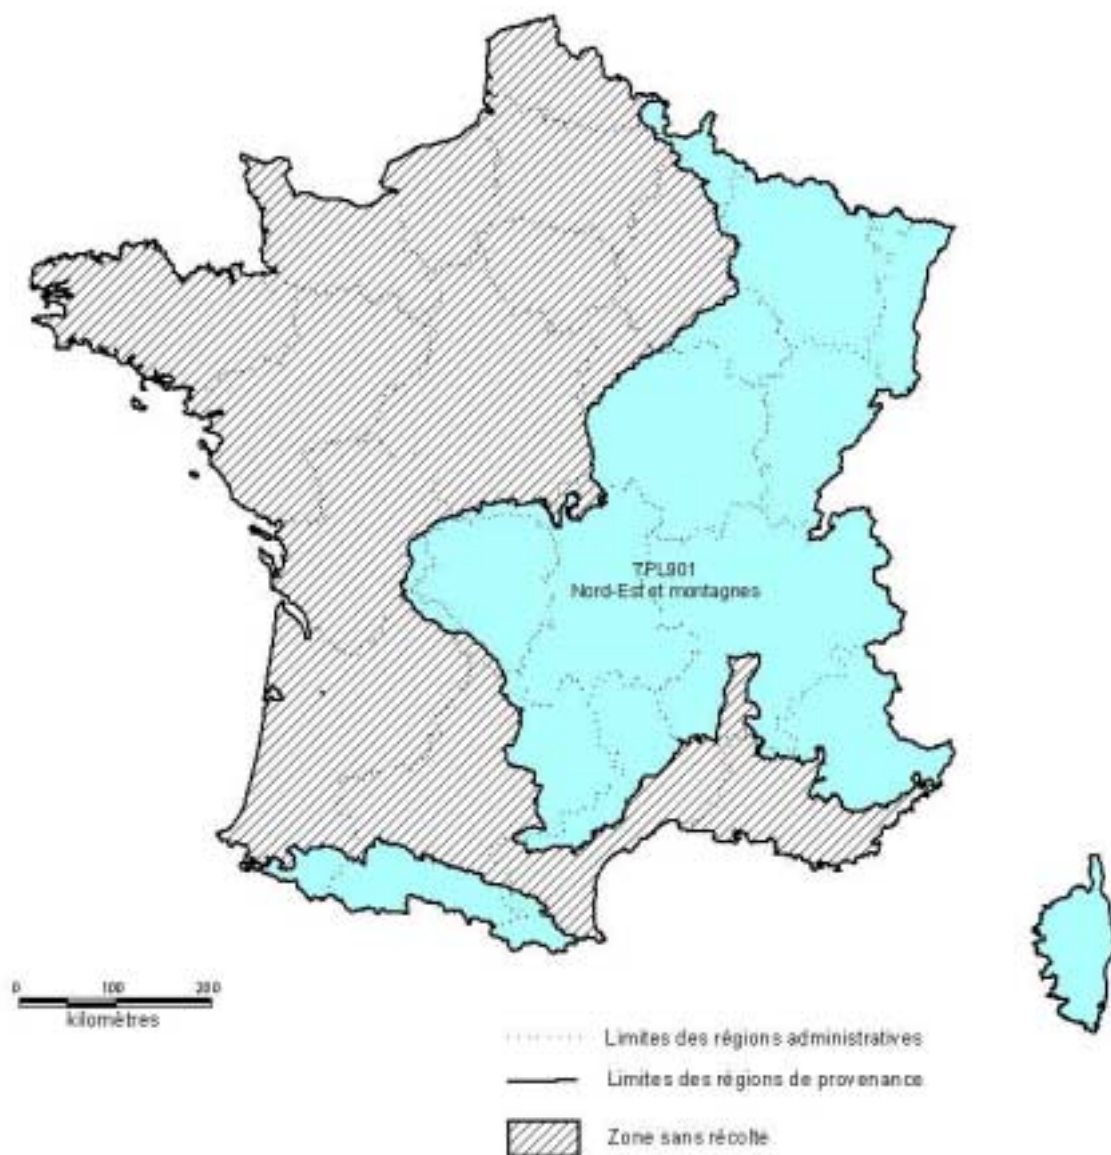 TPL901
Nord-Est et montagnes
0 100 200
kilomètres
Limites des régions administratives
Limites des régions de provenance
Zone sans récolte